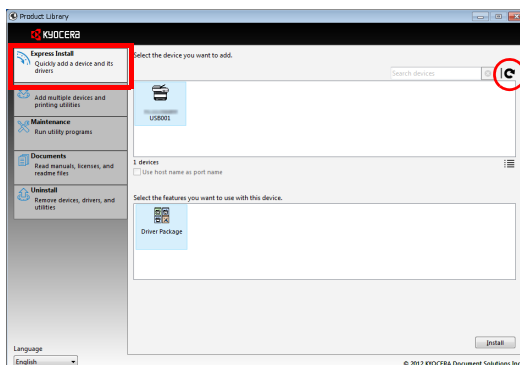 Product Library
KYOCERA
Express Install
Quickly add a device and its
drivers
Add multiple devices and
printing utilities
Maintenance
Run utility programs
Documents
Read manuals, licenses, and
readme files
Uninstall
Remove devices, drivers, and
utilities
Language
English
Select the device you want to add.
Search devices
USB001
1 devices
Use host name as port name
Select the features you want to use with this device.
Driver Package
Install
© 2012 KYOCERA Document Solutions Inc